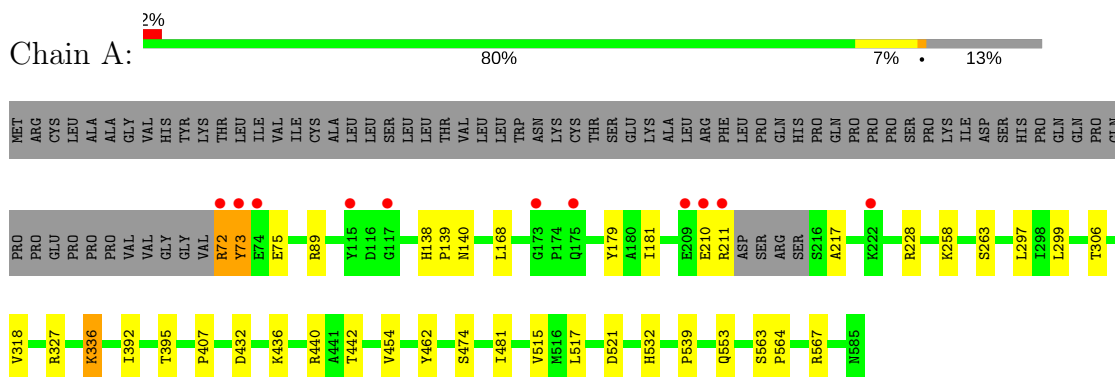 2%
Chain A:
80% 7% • 13%
MET ARG CYS LEU ALA ALA GLY VAL HIS TYR LYS THR LEU ILE VAL ILE CYS ALA LEU LEU SER LEU LEU THR VAL LEU LEU TRP ASN LYS CYS THR SER GLU LYS ALA LEU ARG PHE LEU PRO GLN HIS PRO GLN PRO PRO PRO SER PRO LYS ILE ASP SER HIS PRO GLN GLN PRO GLN
PRO PRO GLU PRO PRO PRO VAL VAL GLY GLY VAL R72 Y73 E74 E75 R89 Y115 D116 G117 H138 P139 N140 L168 G173 P174 Q175 Y179 A180 I181 E209 E210 R211 ASP SER ARG SER S216 A217 K222 R228 K258 S263 L297 I298 L299 T306
V318 R327 K336 I392 T395 P407 D432 K436 R440 A441 T442 V454 Y462 S474 I481 V515 M516 L517 D521 H532 P539 Q553 S563 P564 R567 N585